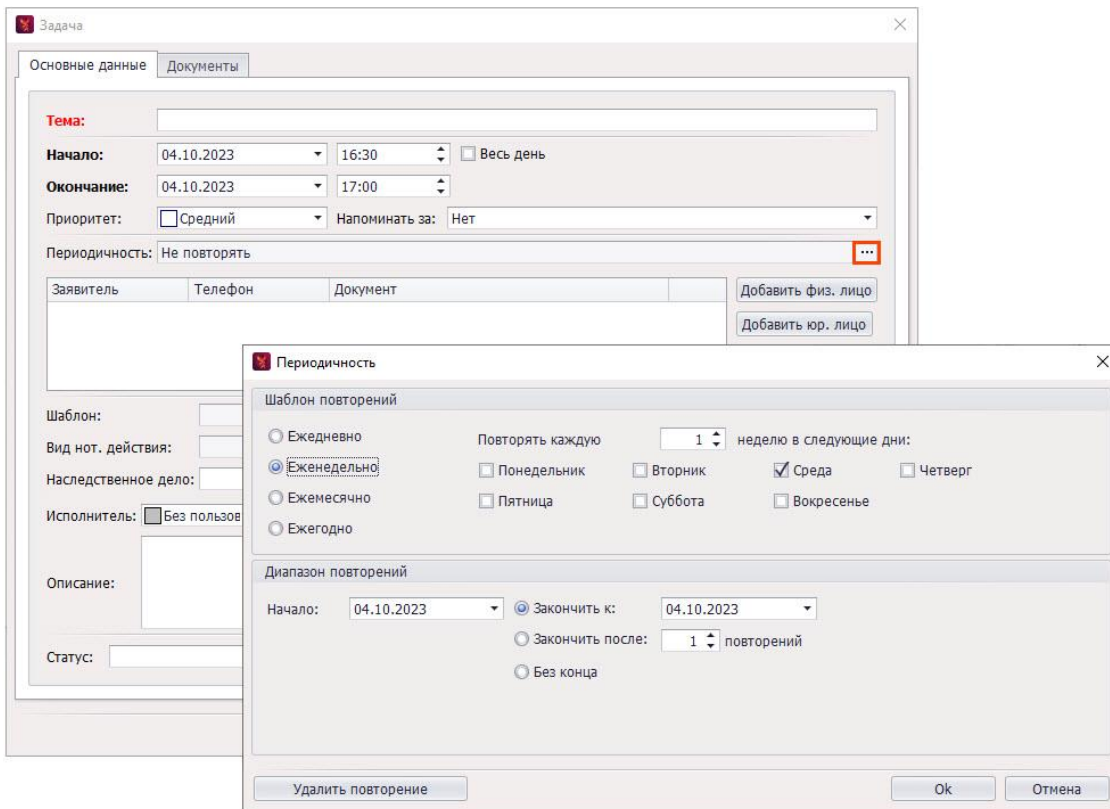 Задача
Основные данные Документы
Тема:
Начало: 04.10.2023 16:30 Весь день
Окончание: 04.10.2023 17:00
Приоритет: Средний Напоминать за: Нет
Периодичность: Не повторять ...
Заявитель Телефон Документ
Добавить физ. лицо
Добавить юр. лицо
Шаблон:
Вид нот. действия:
Наследственное дело:
Исполнитель: Без пользов
Описание:
Статус:
Периодичность
Шаблон повторений
Ежедневно Повторять каждую 1 неделю в следующие дни:
Еженедельно Понедельник Вторник Среда Четверг
Ежемесячно Пятница Суббота Вокресенье
Ежегодно
Диапазон повторений
Начало: 04.10.2023 Закончить к: 04.10.2023
Закончить после: 1 повторений
Без конца
Удалить повторение Ok Отмена